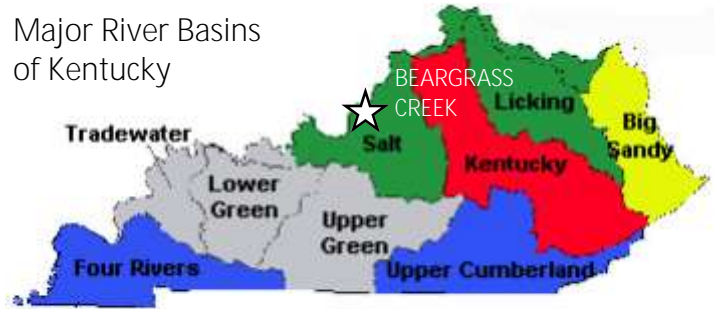 Major River Basins
of Kentucky
BEARGRASS
CREEK
Licking
Big
Sandy
Tradewater
Salt
Kentucky
Lower
Green
Upper
Green
Four Rivers
Upper Cumberland